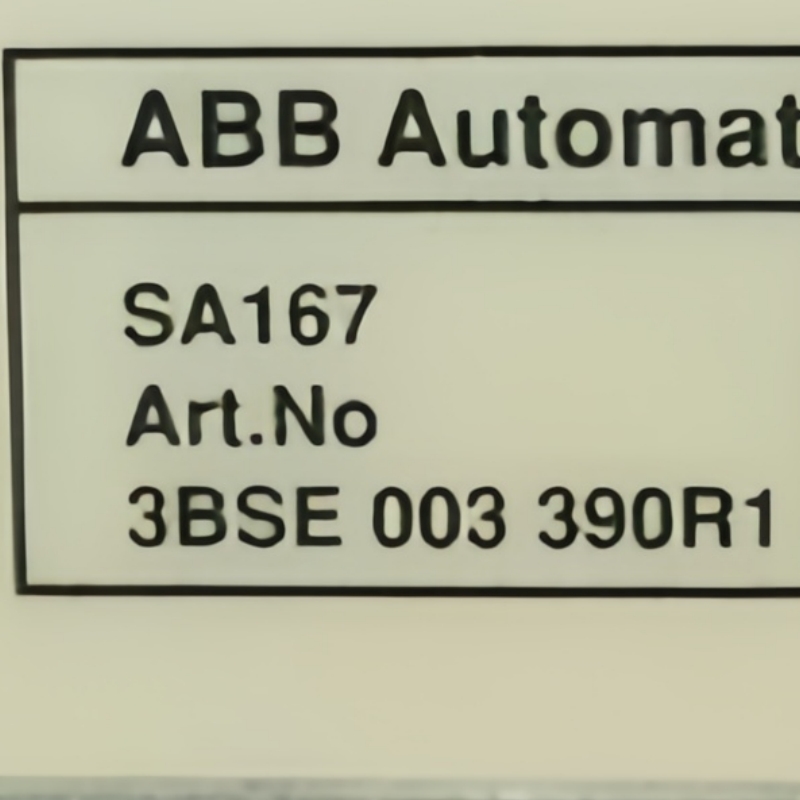 ABB Automat
SA167
Art.No
3BSE 003 390R1